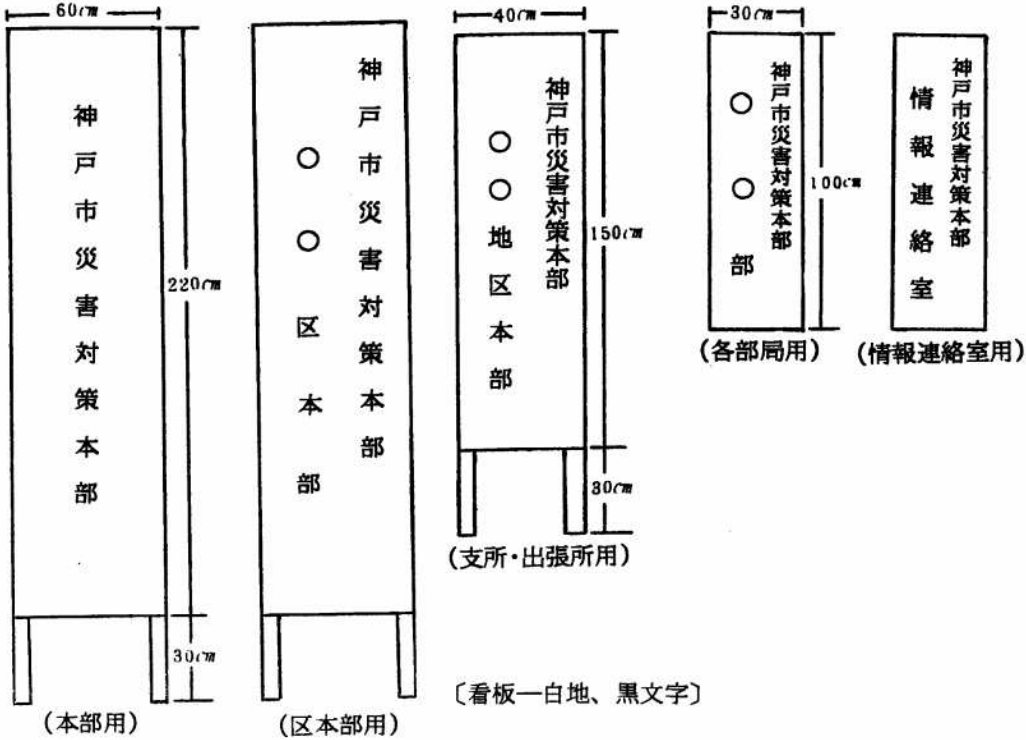 60cm
神戸市災害対策本部
220cm
30cm
(本部用)
神戸市災害対策本部
○○区本部
(区本部用)
40cm
神戸市災害対策本部
○○地区本部
150cm
30cm
(支所・出張所用)
30cm
神戸市災害対策本部
○○部
100cm
(各部局用)
神戸市災害対策本部
情報連絡室
(情報連絡室用)
〔看板―白地、黒文字〕